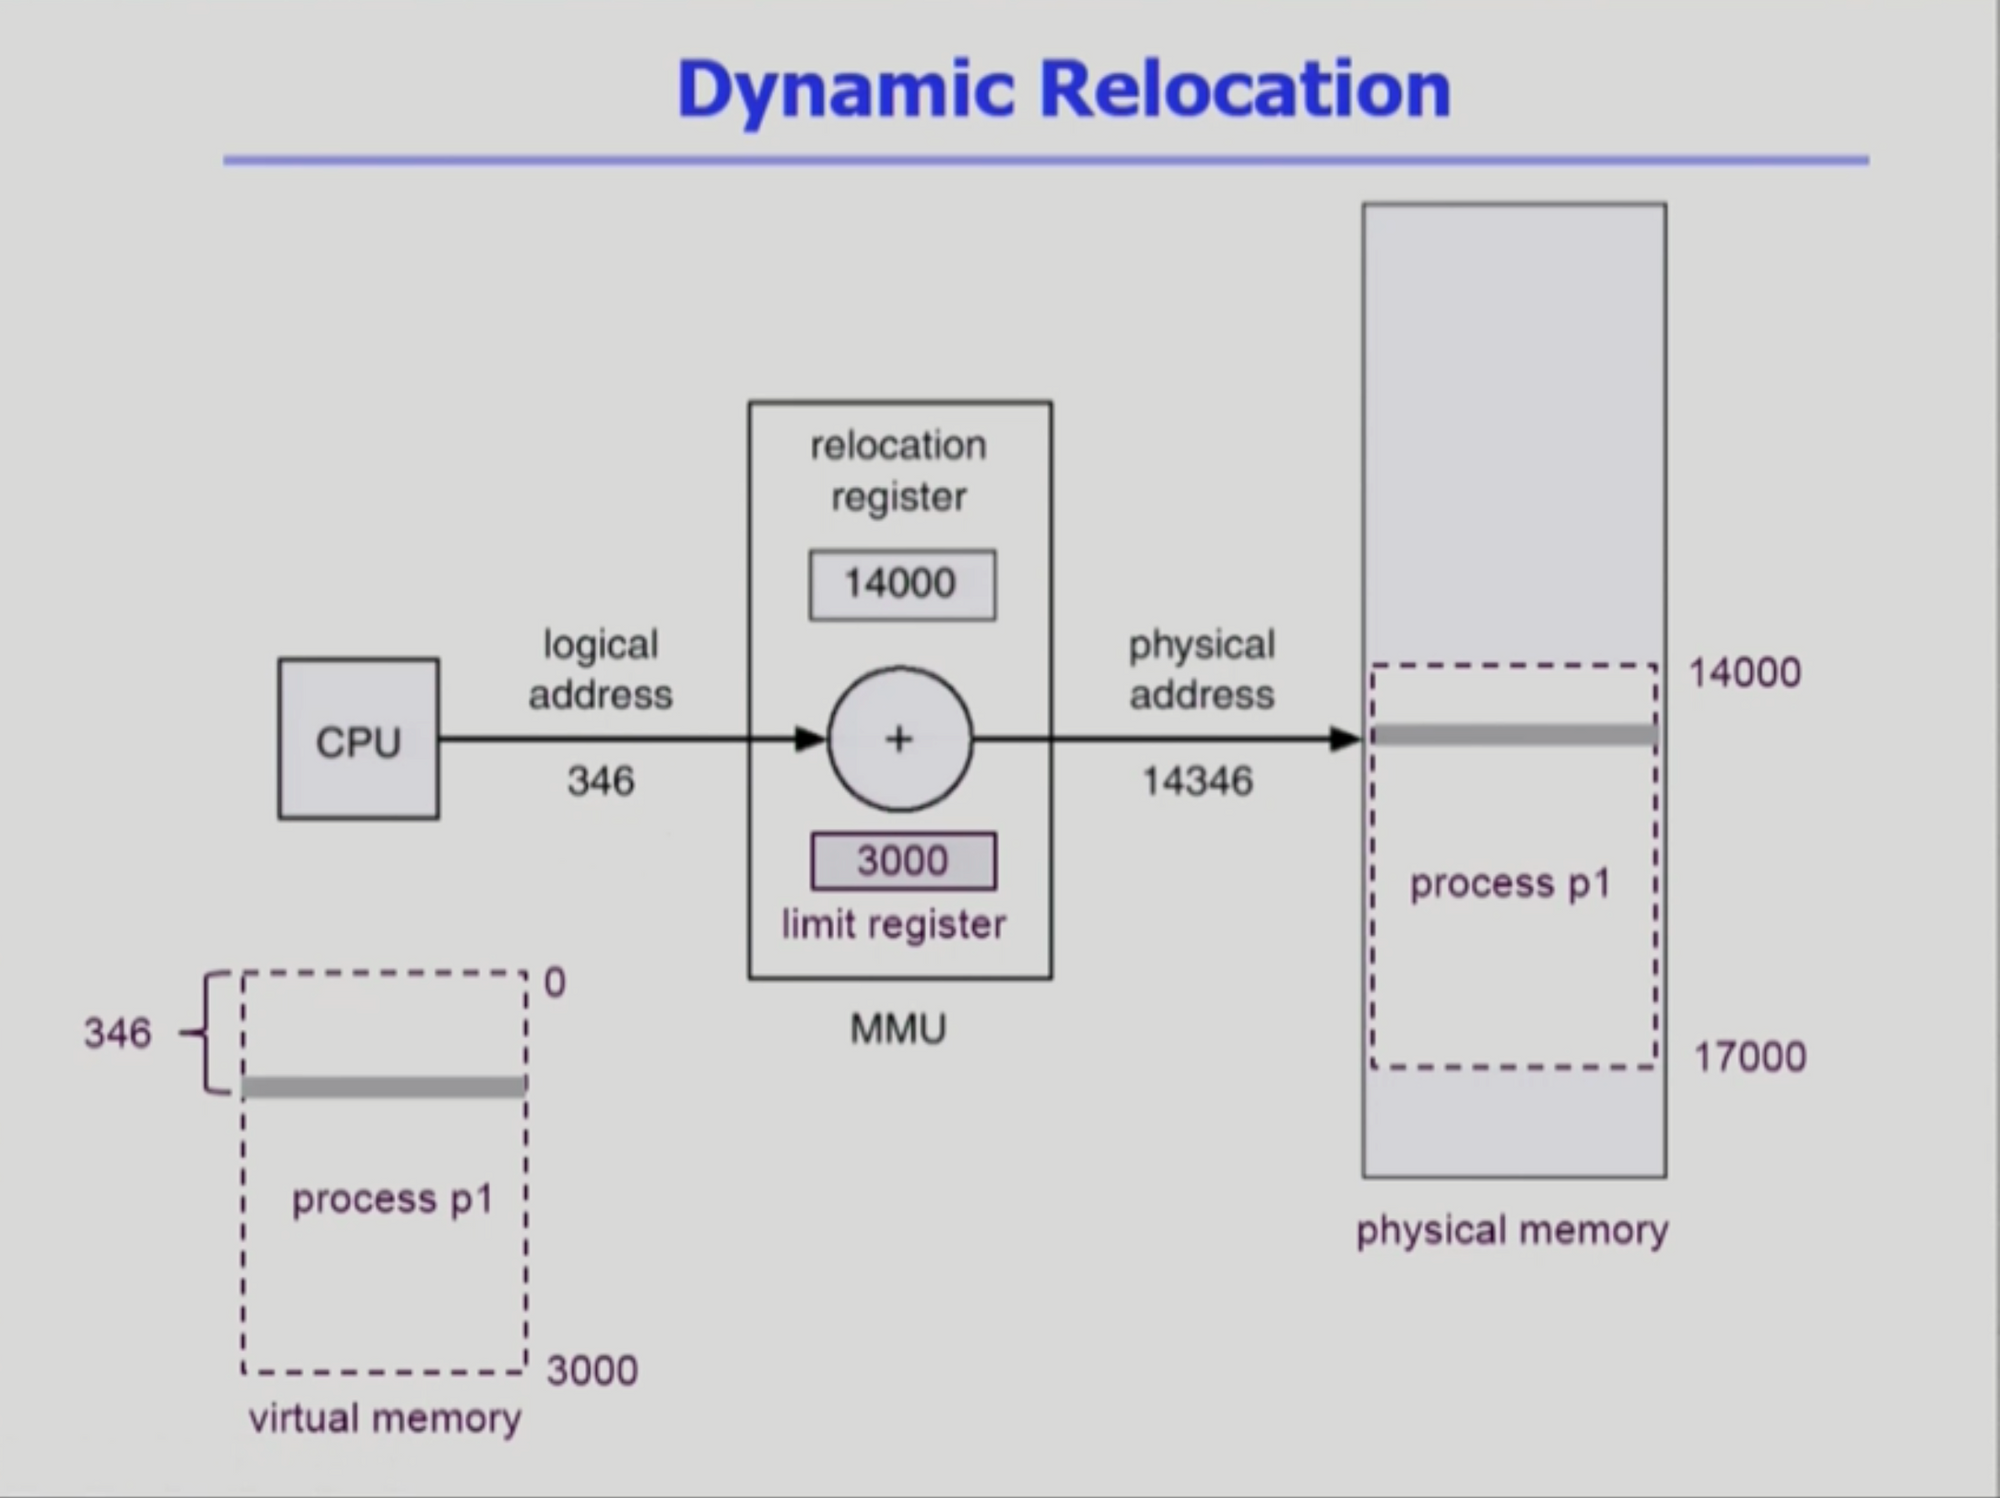 Dynamic Relocation
relocation
register
14000
logical
address
physical
address
14000
CPU
+
346
14346
3000
limit register
process p1
MMU
0
346
17000
process p1
physical memory
3000
virtual memory